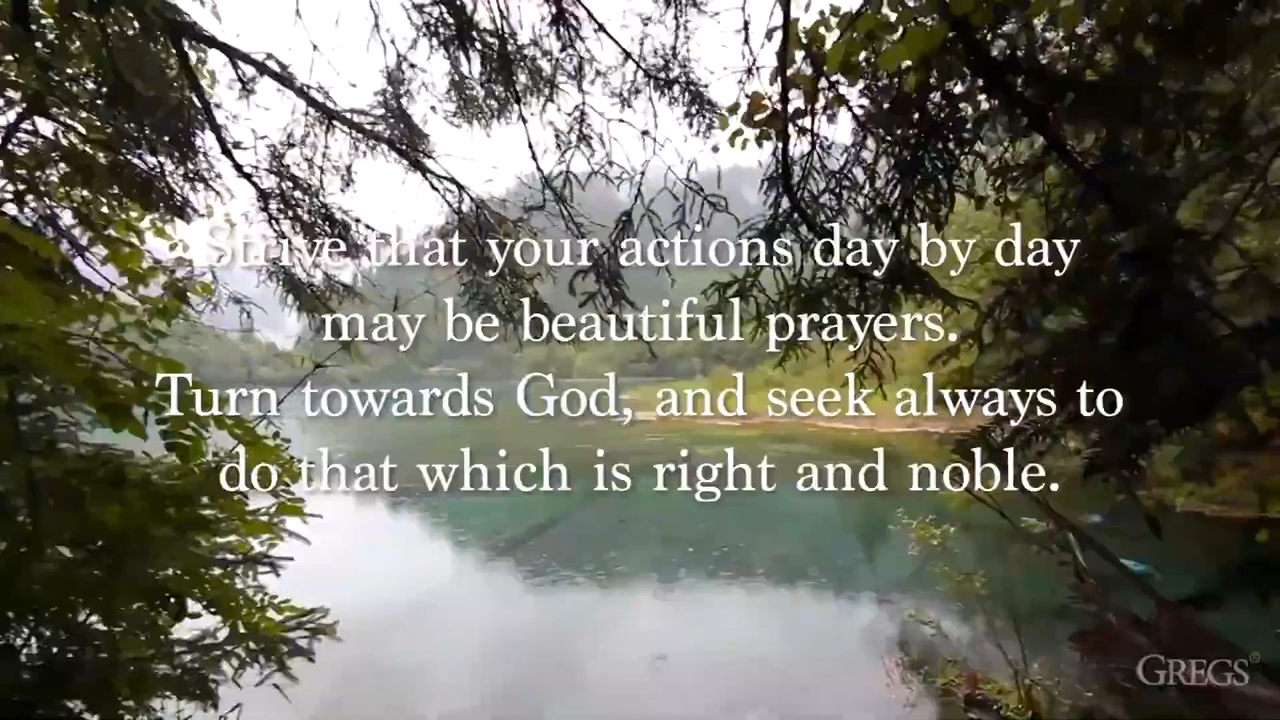 Strive that your actions day by day
may be beautiful prayers.
Turn towards God, and seek always to
do that which is right and noble.
GREGS®